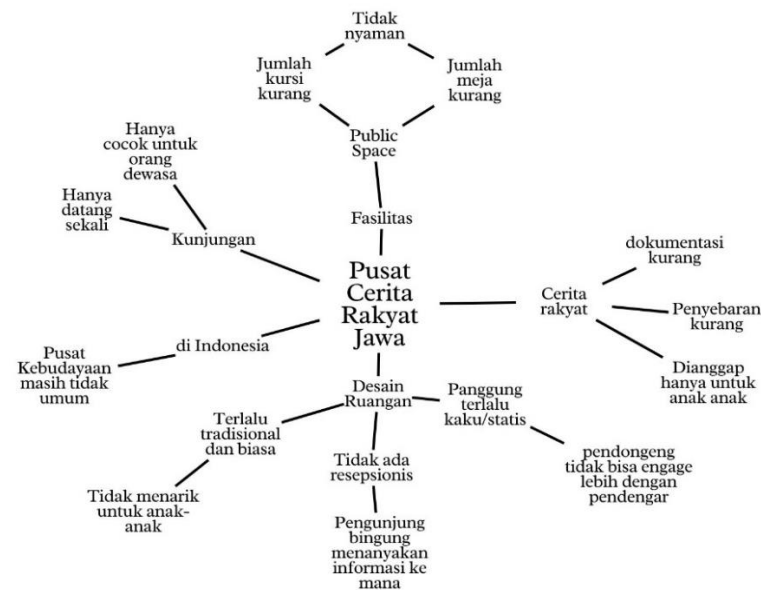 Tidak
nyaman
Jumlah
kursi
kurang
Jumlah
meja
kurang
Public
Space
Fasilitas
Hanya
cocok untuk
orang
dewasa
Hanya
datang
sekali
Kunjungan
Pusat
Cerita
Rakyat
Jawa
dokumentasi
kurang
Cerita
rakyat
Penyebaran
kurang
Dianggap
hanya untuk
anak anak
di Indonesia
Pusat
Kebudayaan
masih tidak
umum
Desain
Ruangan
Panggung
terlalu
kaku/statis
pendongeng
tidak bisa engage
lebih dengan
pendengar
Terlalu
tradisional
dan biasa
Tidak menarik
untuk anak-
anak
Tidak ada
resepsionis
Pengunjung
bingung
menanyakan
informasi ke
mana